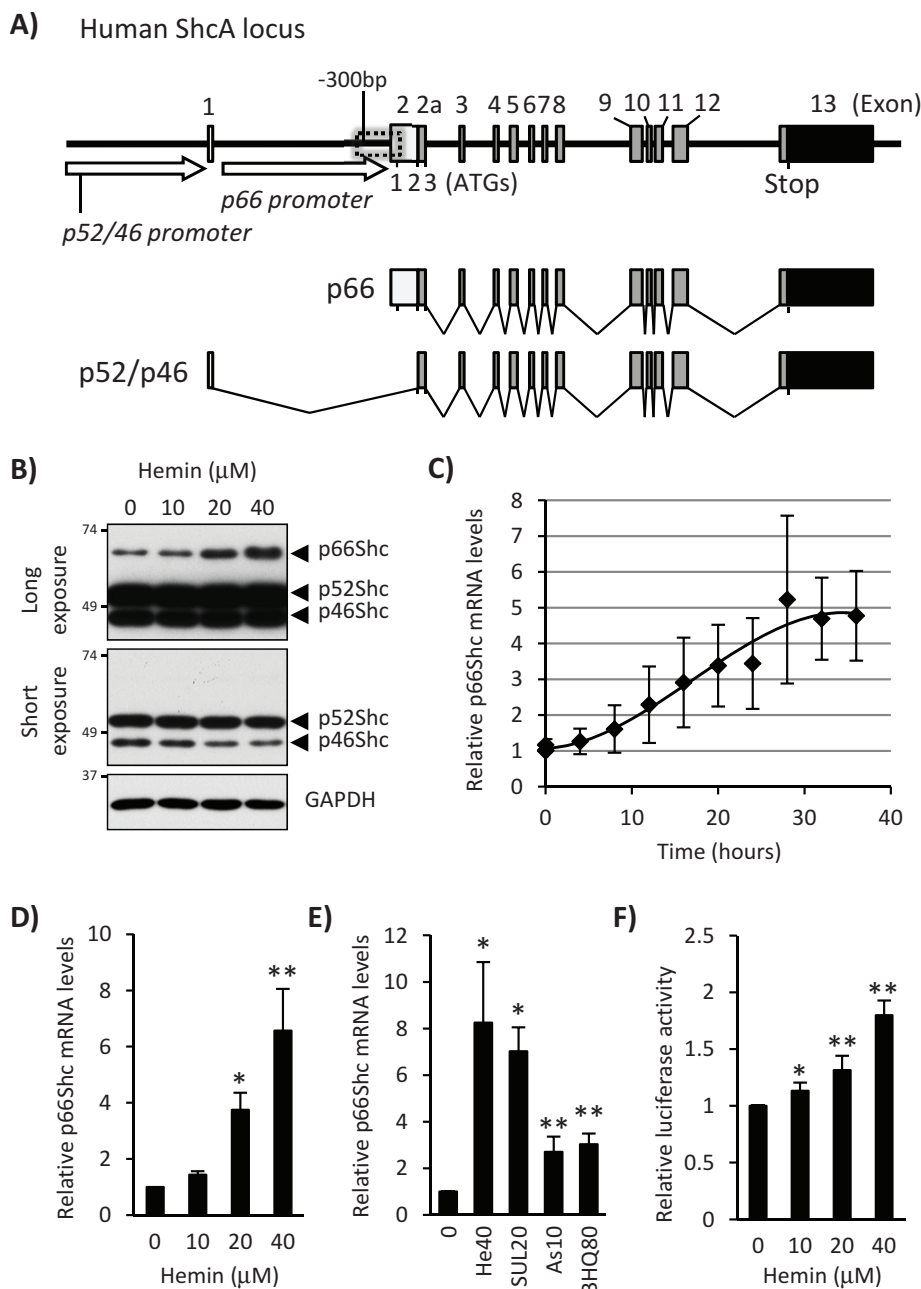 A) Human ShcA locus
-300bp
1 2 2a 3 4 5 6 7 8 9 10 11 12 13 (Exon)
1 2 3 (ATGs)
Stop
p66 promoter
p52/46 promoter
p66
p52/p46
B)
Hemin (μM)
0 10 20 40
Long exposure
74
49
p66Shc
p52Shc
p46Shc
Short exposure
74
49
p52Shc
p46Shc
37
GAPDH
C)
Relative p66Shc mRNA levels
8
7
6
5
4
3
2
1
0
0 10 20 30 40
Time (hours)
D)
Relative p66Shc mRNA levels
10
8
6
4
2
0
*
**
0 10 20 40
Hemin (μM)
E)
Relative p66Shc mRNA levels
12
10
8
6
4
2
0
*
*
**
**
0 He40 SUL20 As10 BHQ80
F)
Relative luciferase activity
2.5
2
1.5
1
0.5
0
*
**
**
0 10 20 40
Hemin (μM)